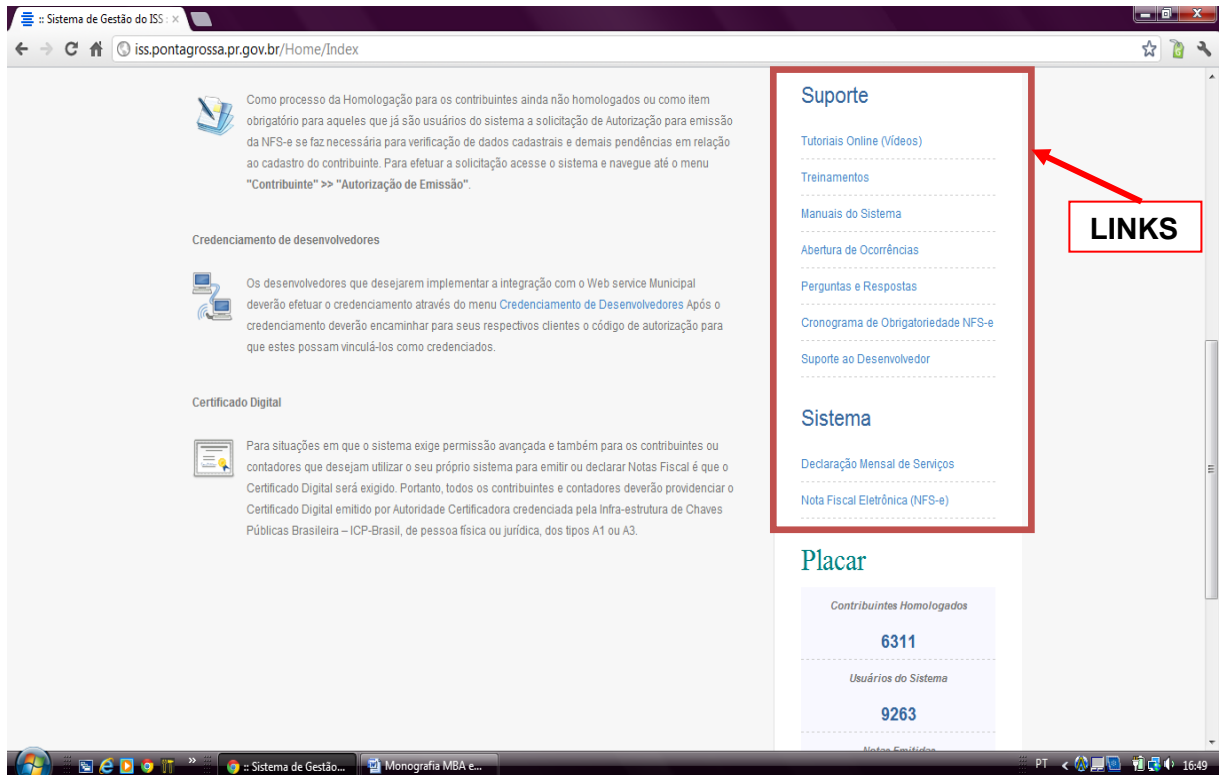 :: Sistema de Gestão do ISS :
iss.pontagrossa.pr.gov.br/Home/Index
Como processo da Homologação para os contribuintes ainda não homologados ou como item
obrigatório para aqueles que já são usuários do sistema a solicitação de Autorização para emissão
da NFS-e se faz necessária para verificação de dados cadastrais e demais pendências em relação
ao cadastro do contribuinte. Para efetuar a solicitação acesse o sistema e navegue até o menu
"Contribuinte" >> "Autorização de Emissão".
Credenciamento de desenvolvedores
Os desenvolvedores que desejarem implementar a integração com o Web service Municipal
deverão efetuar o credenciamento através do menu Credenciamento de Desenvolvedores Após o
credenciamento deverão encaminhar para seus respectivos clientes o código de autorização para
que estes possam vinculá-los como credenciados.
Certificado Digital
Para situações em que o sistema exige permissão avançada e também para os contribuintes ou
contadores que desejam utilizar o seu próprio sistema para emitir ou declarar Notas Fiscal é que o
Certificado Digital será exigido. Portanto, todos os contribuintes e contadores deverão providenciar o
Certificado Digital emitido por Autoridade Certificadora credenciada pela Infra-estrutura de Chaves
Públicas Brasileira – ICP-Brasil, de pessoa física ou jurídica, dos tipos A1 ou A3.
Suporte
Tutoriais Online (Vídeos)
Treinamentos
Manuais do Sistema
Abertura de Ocorrências
Perguntas e Respostas
Cronograma de Obrigatoriedade NFS-e
Suporte ao Desenvolvedor
Sistema
Declaração Mensal de Serviços
Nota Fiscal Eletrônica (NFS-e)
LINKS
Placar
Contribuintes Homologados
6311
Usuários do Sistema
9263
Notas Emitidas
:: Sistema de Gestão...
Monografia MBA e...
PT
16:49